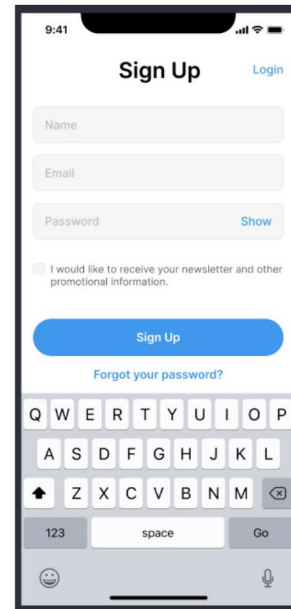 9:41
Sign Up
Login
Name
Email
Password
Show
I would like to receive your newsletter and other
promotional information.
Sign Up
Forgot your password?
Q W E R T Y U I O P
A S D F G H J K L
Z X C V B N M
123 space Go